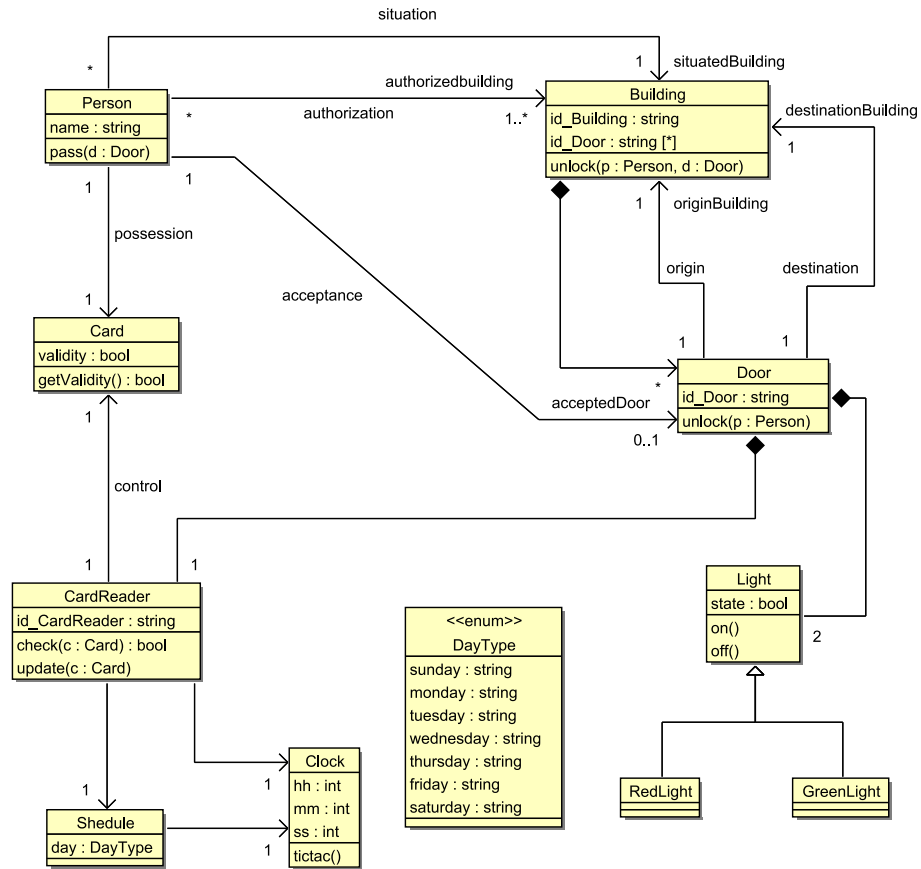 situation
*
1
situatedBuilding
Person
name : string
pass(d : Door)
authorizedbuilding
*
authorization
1..*
Building
id_Building : string
id_Door : string [*]
unlock(p : Person, d : Door)
destinationBuilding
1
1
1
1
originBuilding
possession
origin
destination
acceptance
1
Card
validity : bool
getValidity() : bool
1
1
1
*
Door
id_Door : string
unlock(p : Person)
acceptedDoor
0..1
control
1
1
CardReader
id_CardReader : string
check(c : Card) : bool
update(c : Card)
Light
state : bool
on()
off()
2
<<enum>>
DayType
sunday : string
monday : string
tuesday : string
wednesday : string
thursday : string
friday : string
saturday : string
1
1
Clock
hh : int
mm : int
ss : int
tictac()
Shedule
day : DayType
1
RedLight
GreenLight